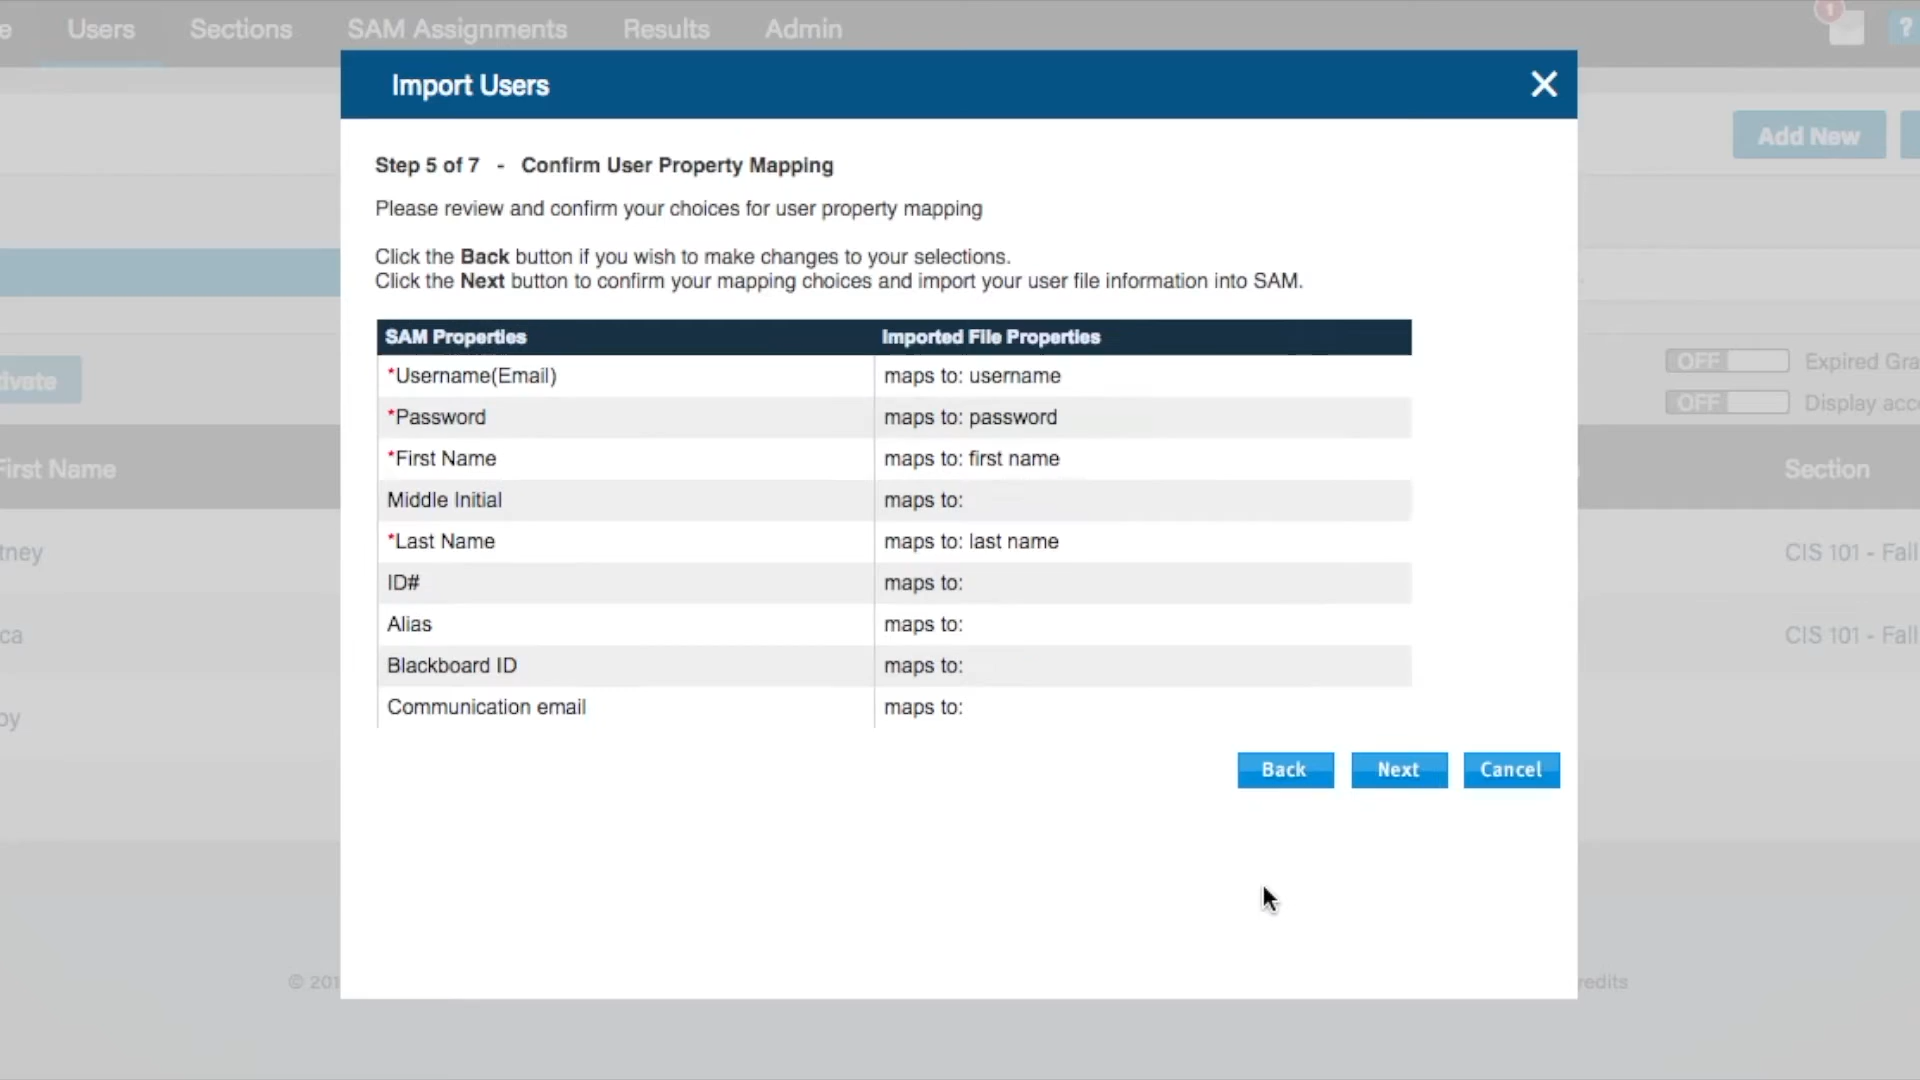 e Users Sections SAM Assignments Results Admin 1 ?
Import Users
Add New
Step 5 of 7 - Confirm User Property Mapping
Please review and confirm your choices for user property mapping
Click the Back button if you wish to make changes to your selections.
Click the Next button to confirm your mapping choices and import your user file information into SAM.
SAM Properties Imported File Properties
*Username(Email) maps to: username
*Password maps to: password
*First Name maps to: first name
Middle Initial maps to:
*Last Name maps to: last name
ID# maps to:
Alias maps to:
Blackboard ID maps to:
Communication email maps to:
Back Next Cancel
ivate
OFF Expired Gra
OFF Display acc
First Name Section
tney CIS 101 - Fall
ca CIS 101 - Fall
by
© 201 redits